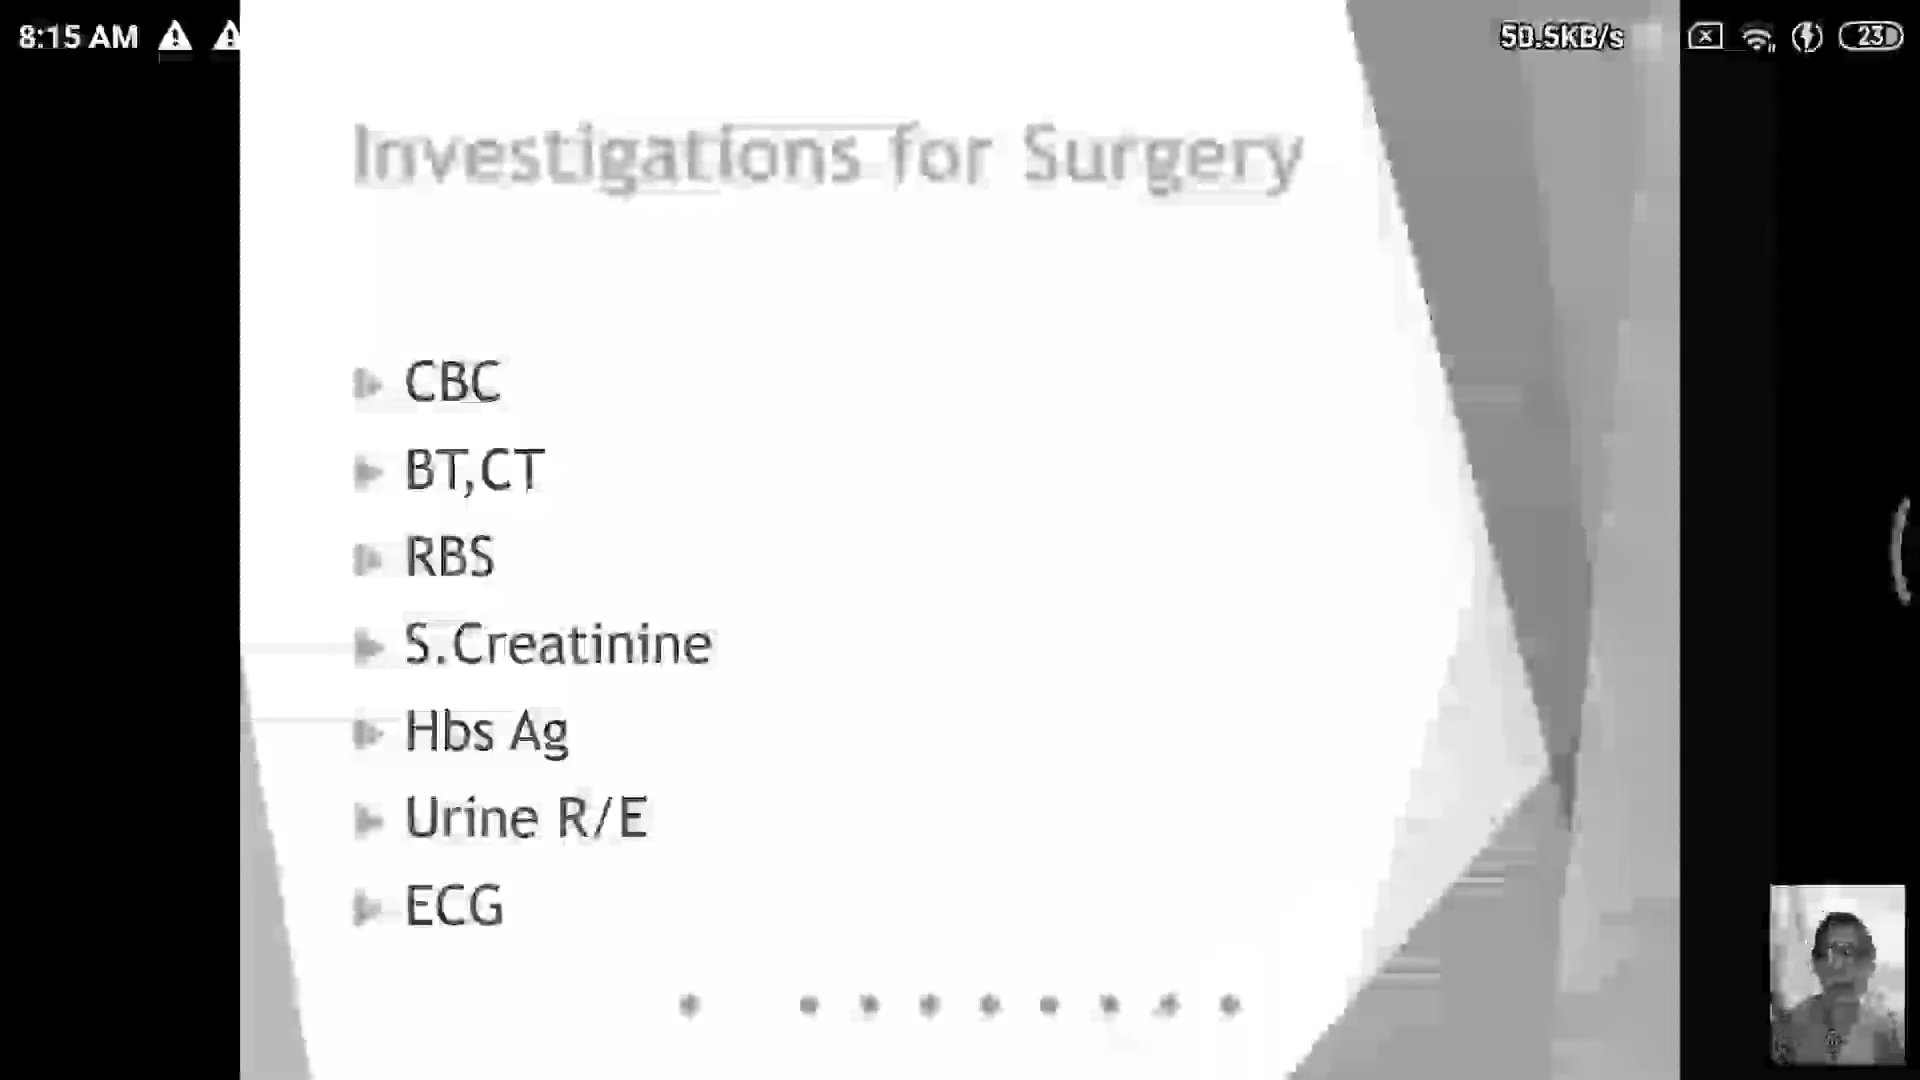 8:15 AM
50.5KB/s
23
Investigations for Surgery
CBC
BT,CT
RBS
S.Creatinine
Hbs Ag
Urine R/E
ECG